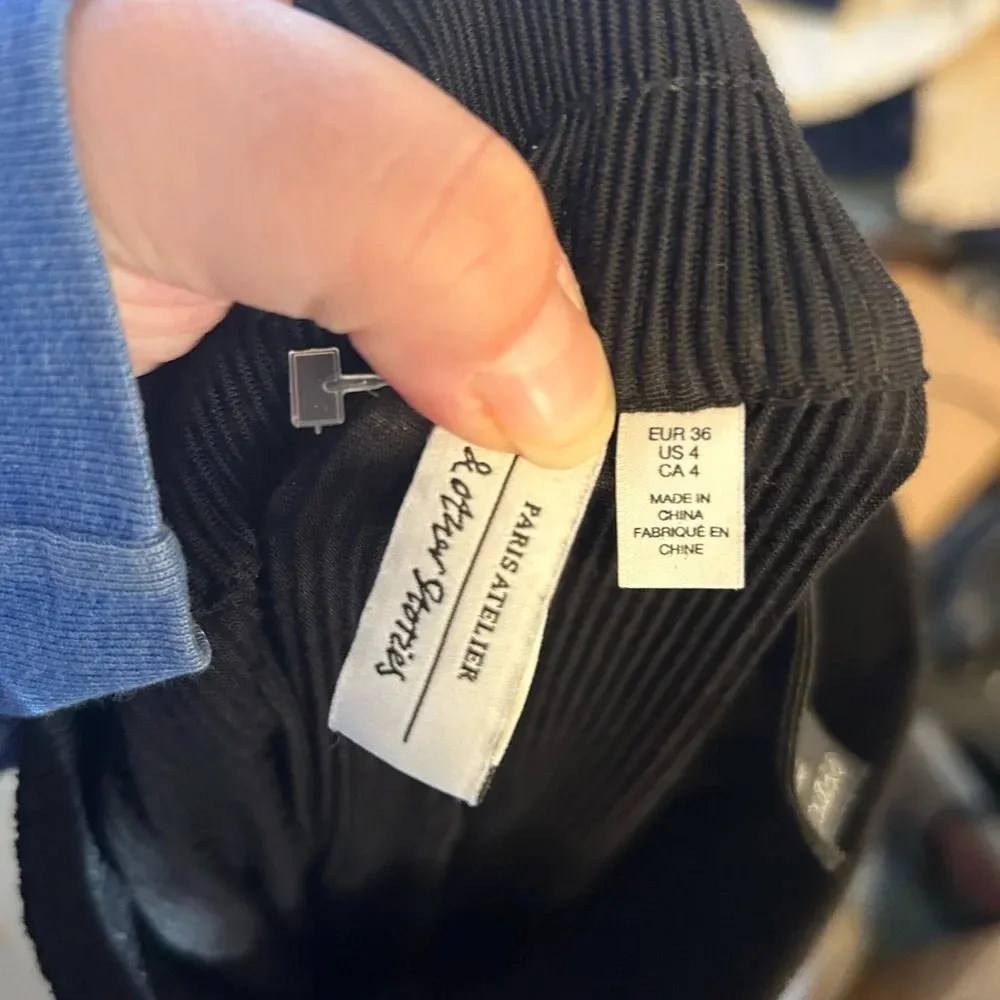 & other Stories
PARIS ATELIER
EUR 36
US 4
CA 4
MADE IN
CHINA
FABRIQUÉ EN
CHINE